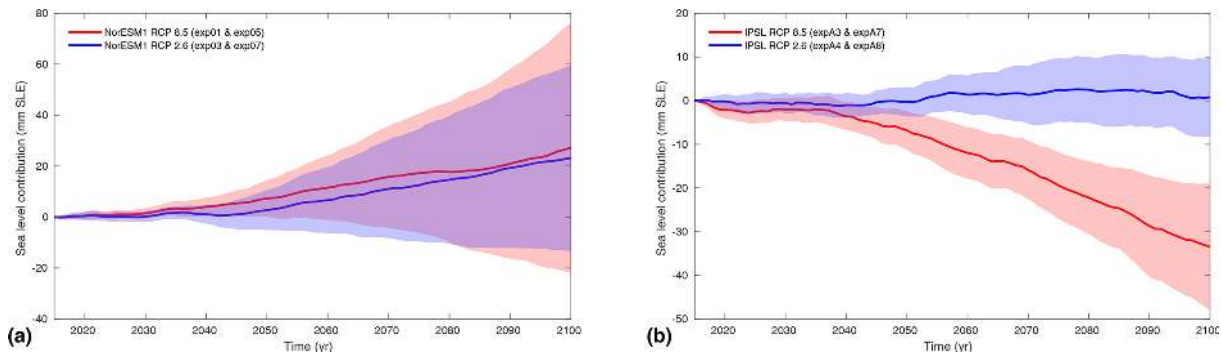 80
60
40
20
0
-20
-40
Sea level contribution (mm SLE)
NorESM1 RCP 8.5 (exp01 & exp05)
NorESM1 RCP 2.6 (exp03 & exp07)
2020 2030 2040 2050 2060 2070 2080 2090 2100
Time (yr)
(a)
20
10
0
-10
-20
-30
-40
-50
Sea level contribution (mm SLE)
IPSL RCP 8.5 (expA3 & expA7)
IPSL RCP 2.6 (expA4 & expA8)
2020 2030 2040 2050 2060 2070 2080 2090 2100
Time (yr)
(b)